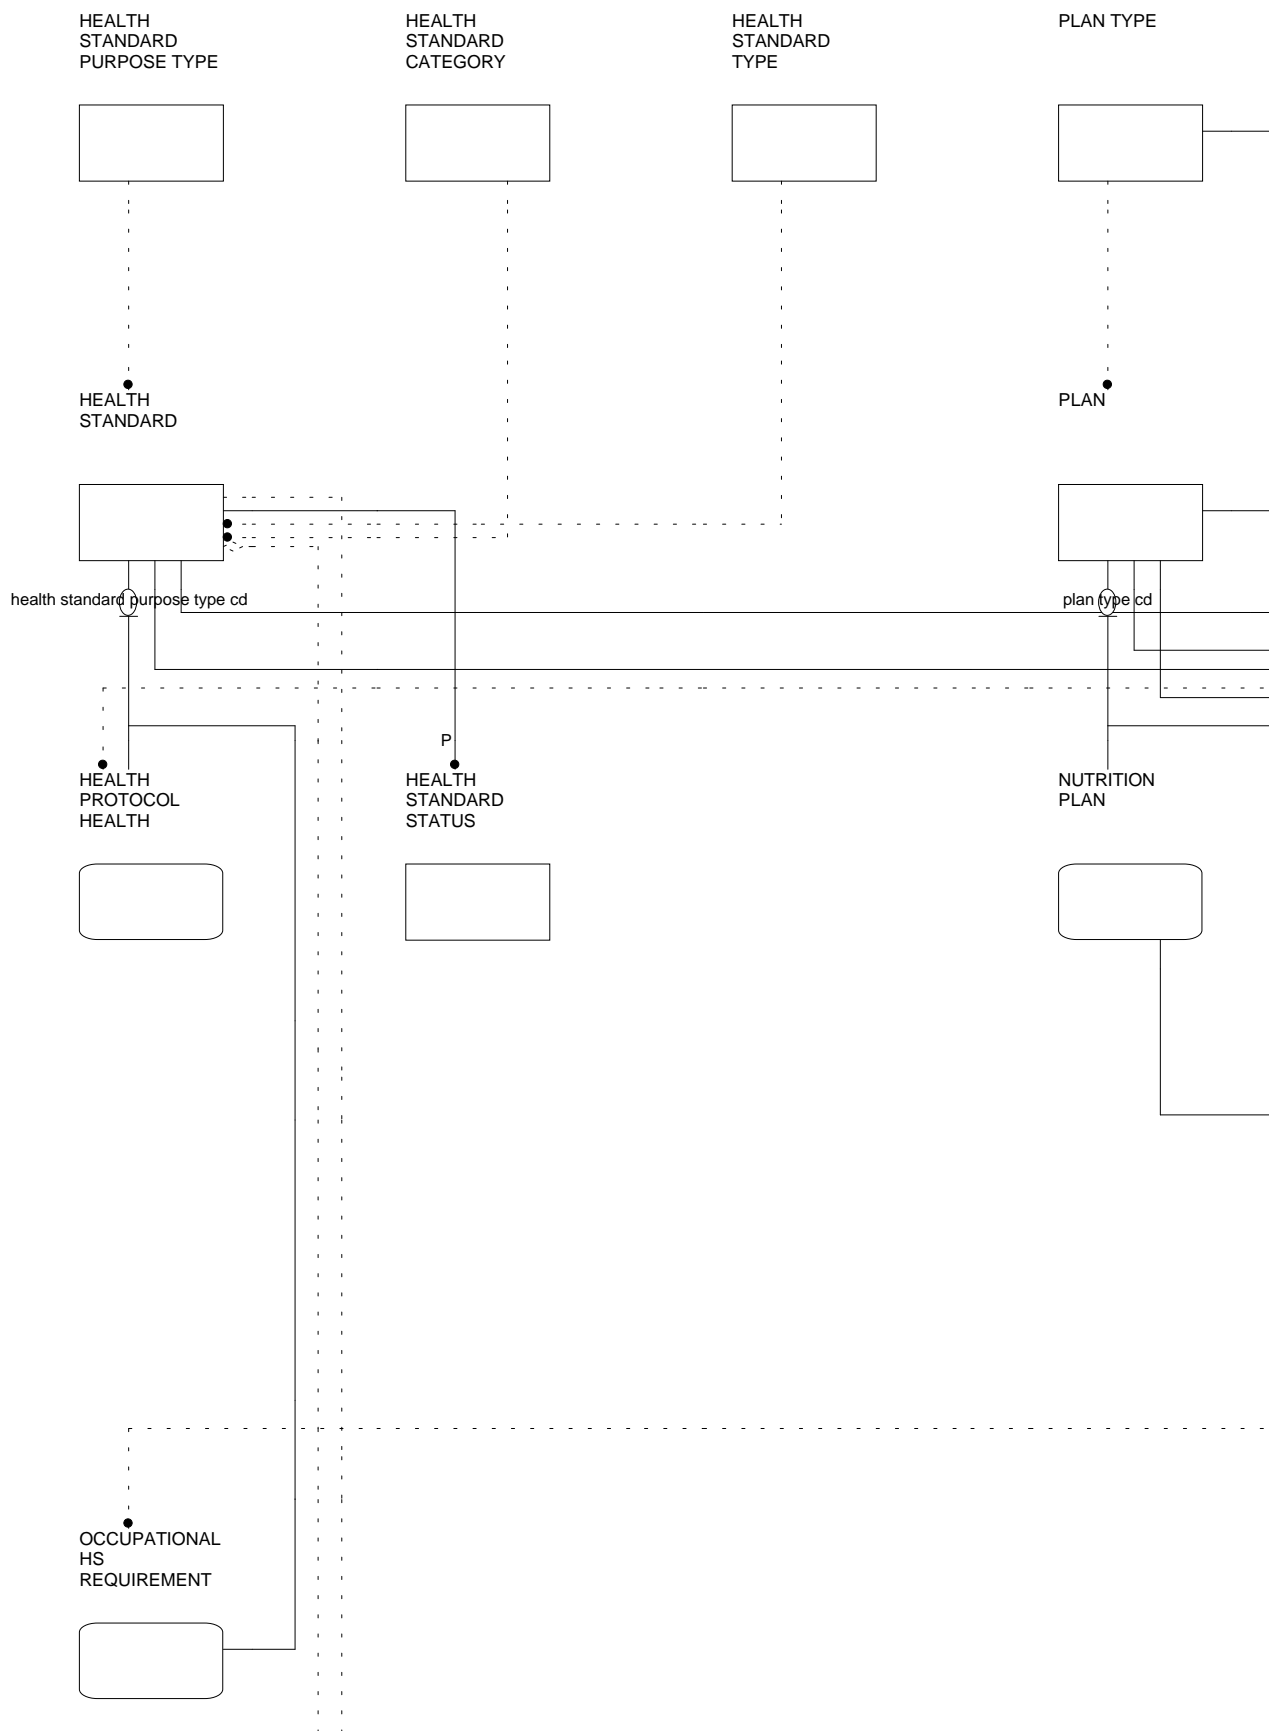 HEALTH
STANDARD
PURPOSE TYPE
HEALTH
STANDARD
CATEGORY
HEALTH
STANDARD
TYPE
PLAN TYPE
HEALTH
STANDARD
PLAN
health standard purpose type cd
plan type cd
P
HEALTH
PROTOCOL
HEALTH
HEALTH
STANDARD
STATUS
NUTRITION
PLAN
OCCUPATIONAL
HS
REQUIREMENT